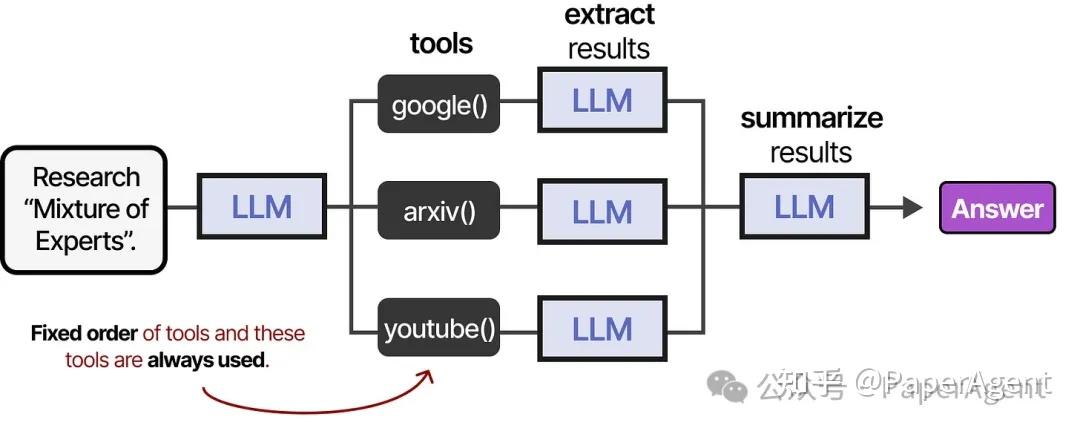 tools
extract
results
google()
LLM
summarize
results
Research
“Mixture of
Experts”.
LLM
arxiv()
LLM
LLM
Answer
youtube()
LLM
Fixed order of tools and these
tools are always used.
公众号 PaperAgent
知乎 @PaperAgent